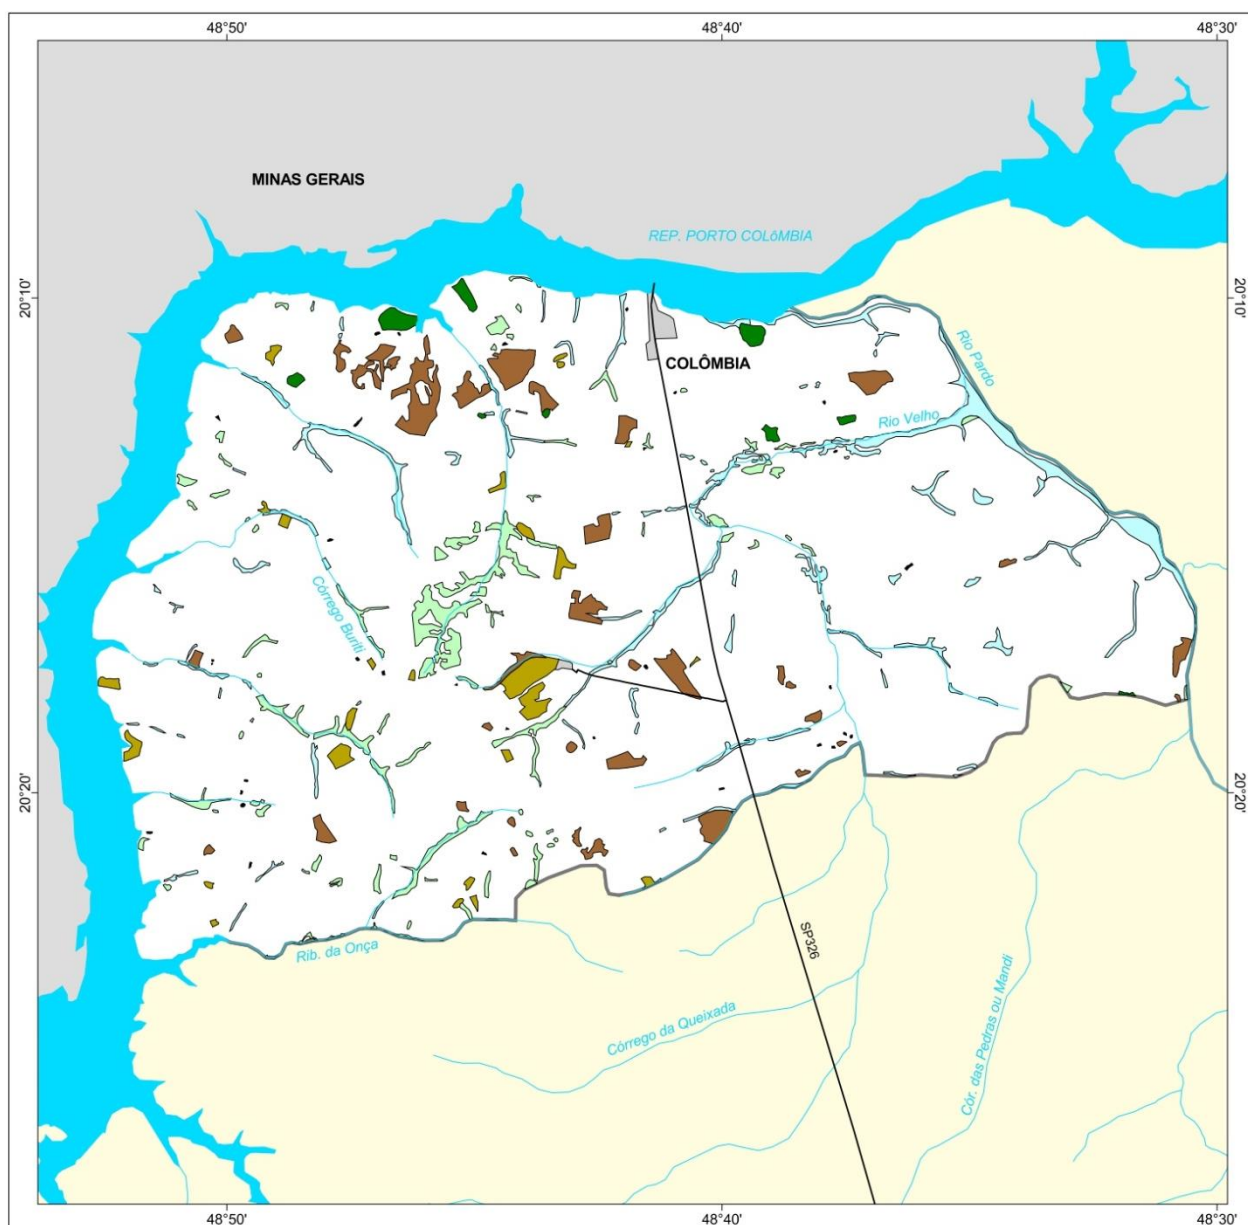 48°50'
48°40'
48°30'
MINAS GERAIS
REP. PORTO COLôMBIA
20°10'
20°10'
Rio Pardo
COLÔMBIA
Rio Velho
Córrego Buriti
20°20'
20°20'
Rib. da Onça
SP326
Córrego da Queixada
Cór. das Pedras ou Mandi
48°50'
48°40'
48°30'